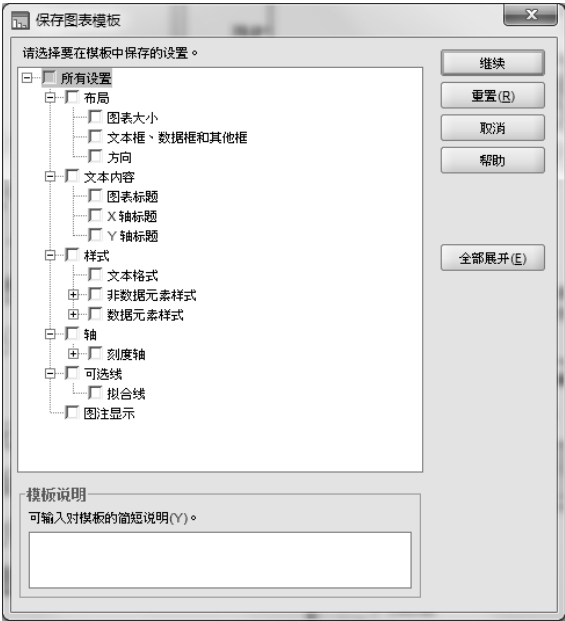 保存图表模板
请选择要在模板中保存的设置。
所有设置
布局
图表大小
文本框、数据框和其他框
方向
文本内容
图表标题
X 轴标题
Y 轴标题
样式
文本格式
非数据元素样式
数据元素样式
轴
刻度轴
可选线
拟合线
图注显示
继续
重置(R)
取消
帮助
全部展开(E)
模板说明
可输入对模板的简短说明(Y)。